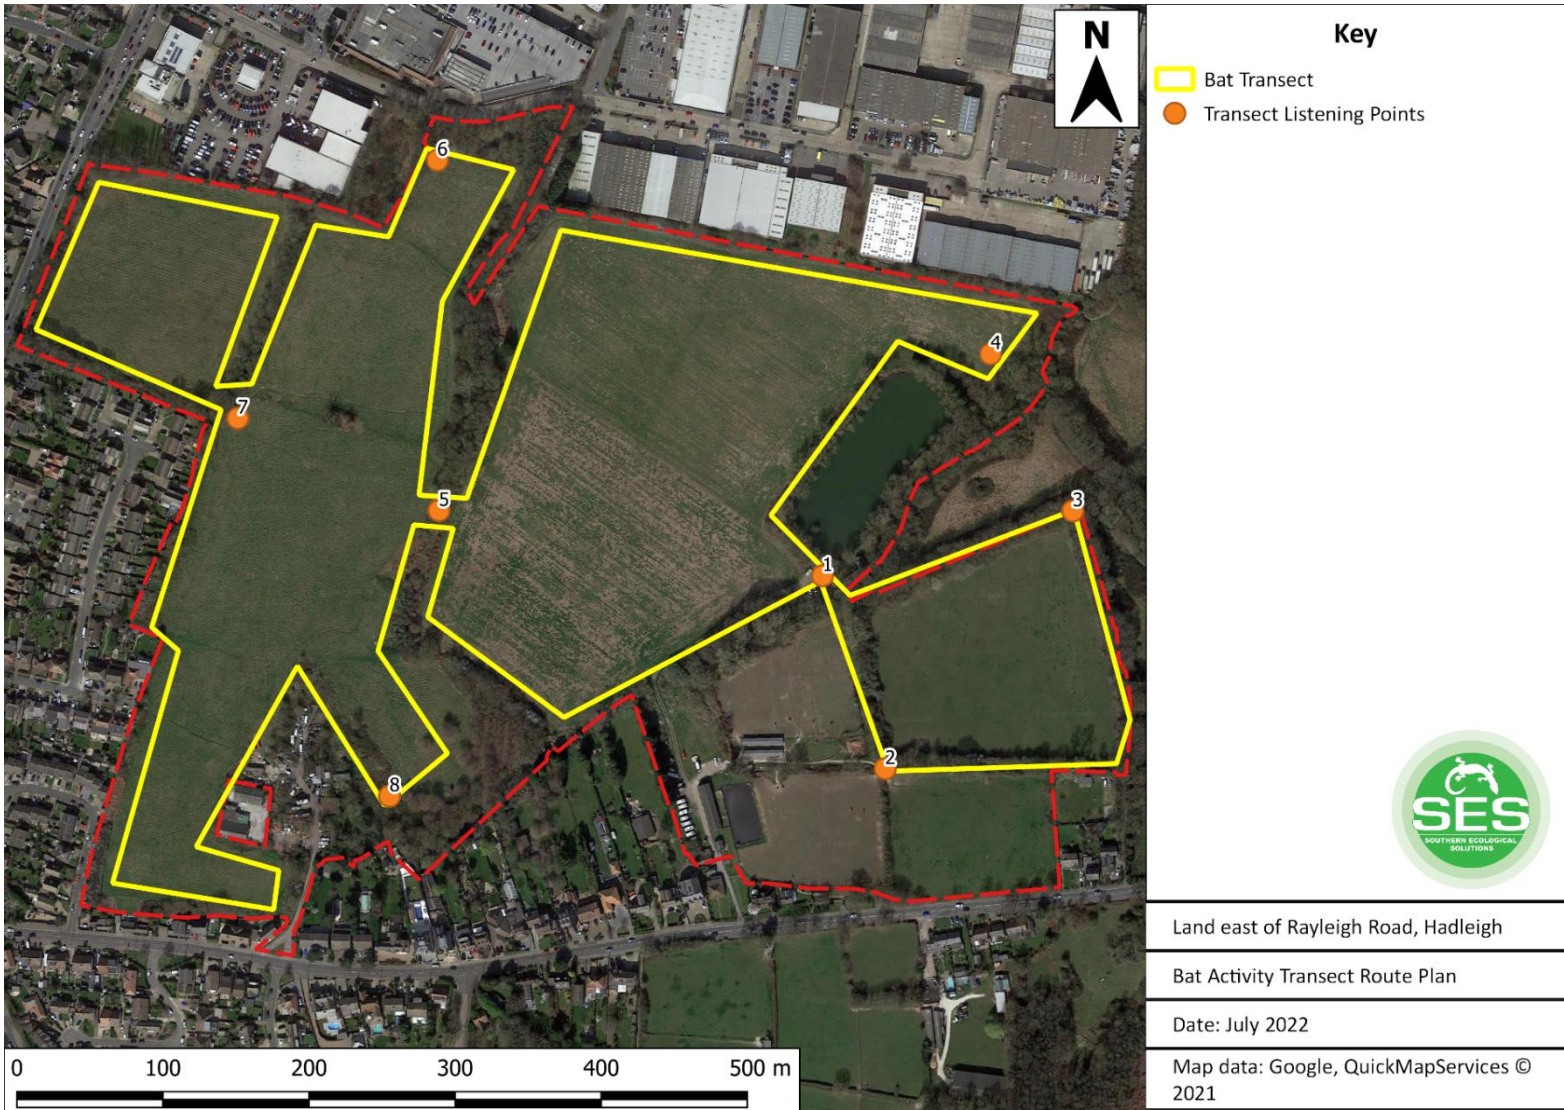 N
Key
Bat Transect
Transect Listening Points
6
4
7
5
3
1
2
8
SES
SOUTHERN ECOLOGICAL
SOLUTIONS
Land east of Rayleigh Road, Hadleigh
Bat Activity Transect Route Plan
Date: July 2022
Map data: Google, QuickMapServices ©
2021
0 100 200 300 400 500 m